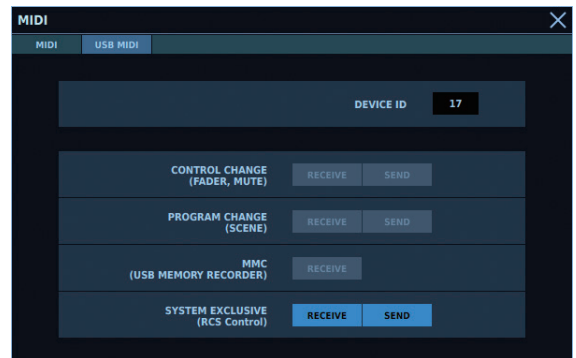 MIDI
MIDI USB MIDI
DEVICE ID 17
CONTROL CHANGE
(FADER, MUTE)
RECEIVE SEND
PROGRAM CHANGE
(SCENE)
RECEIVE SEND
MMC
(USB MEMORY RECORDER)
RECEIVE
SYSTEM EXCLUSIVE
(RCS Control)
RECEIVE SEND